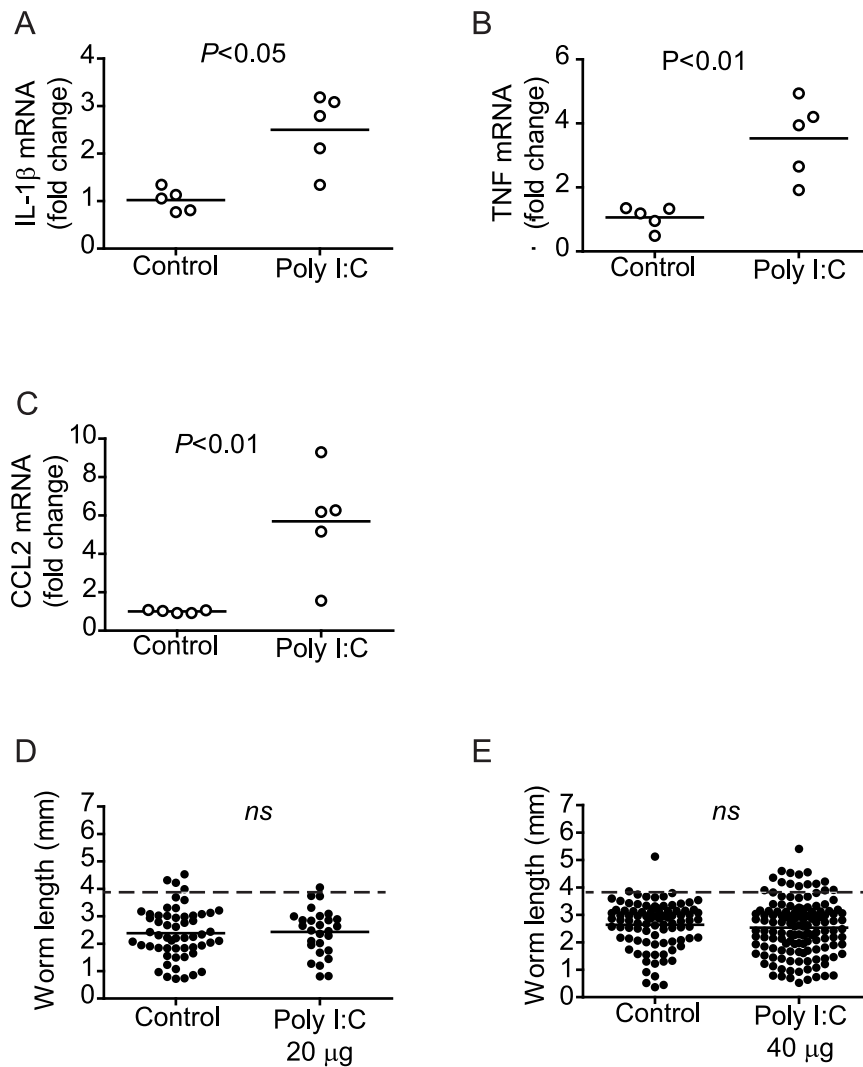 A
P<0.05
IL-1β mRNA
(fold change)
4
3
2
1
0
Control
Poly I:C
B
P<0.01
TNF mRNA
(fold change)
6
4
2
0
Control
Poly I:C
C
P<0.01
CCL2 mRNA
(fold change)
10
8
6
4
2
0
Control
Poly I:C
D
ns
Worm length (mm)
7
6
5
4
3
2
1
0
Control
Poly I:C
20 μg
E
ns
Worm length (mm)
7
6
5
4
3
2
1
0
Control
Poly I:C
40 μg